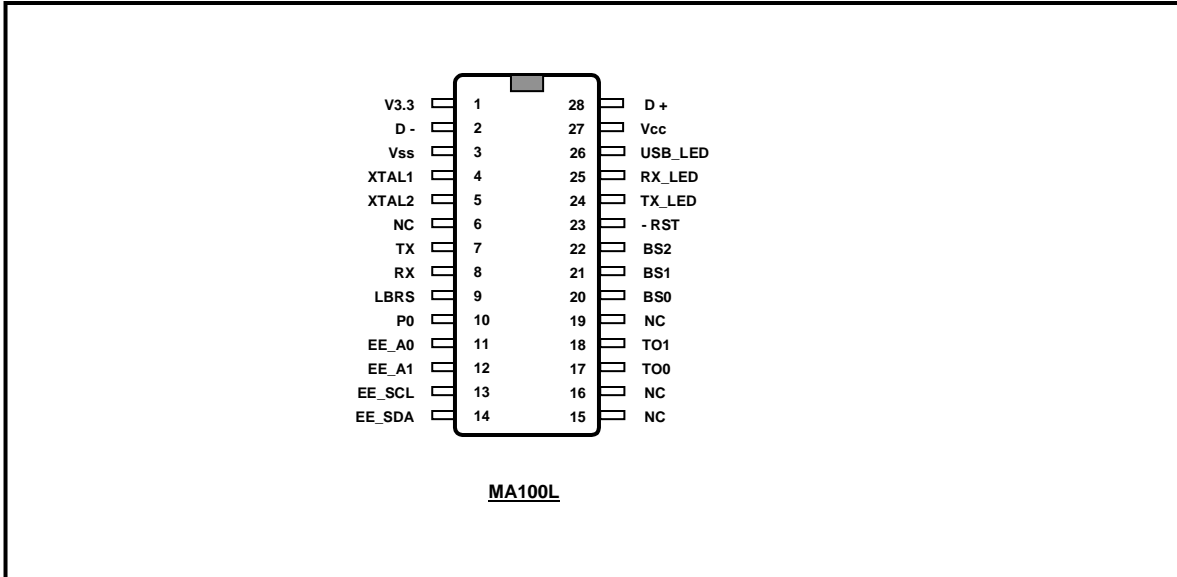 V3.3 1 28 D +
D - 2 27 Vcc
Vss 3 26 USB_LED
XTAL1 4 25 RX_LED
XTAL2 5 24 TX_LED
NC 6 23 - RST
TX 7 22 BS2
RX 8 21 BS1
LBRS 9 20 BS0
P0 10 19 NC
EE_A0 11 18 TO1
EE_A1 12 17 TO0
EE_SCL 13 16 NC
EE_SDA 14 15 NC
MA100L